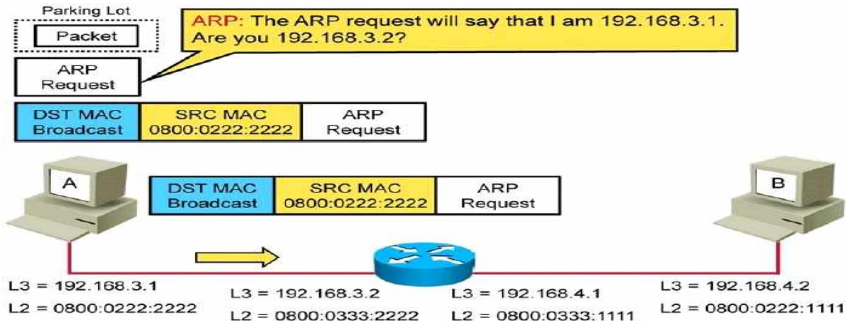 Parking Lot
Packet
ARP: The ARP request will say that I am 192.168.3.1.
Are you 192.168.3.2?
ARP
Request
DST MAC
Broadcast
SRC MAC
0800:0222:2222
ARP
Request
A
DST MAC
Broadcast
SRC MAC
0800:0222:2222
ARP
Request
B
L3 = 192.168.3.1
L2 = 0800:0222:2222
L3 = 192.168.3.2
L2 = 0800:0333:2222
L3 = 192.168.4.1
L2 = 0800:0333:1111
L3 = 192.168.4.2
L2 = 0800:0222:1111